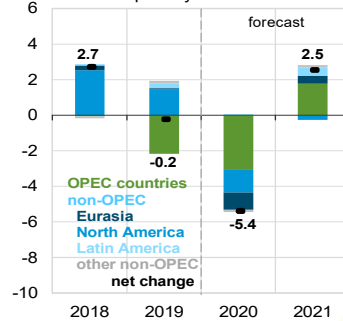 forecast
6
4
2
0
-2
-4
-6
-8
-10
2.7
-0.2
-5.4
2.5
OPEC countries
non-OPEC
Eurasia
North America
Latin America
other non-OPEC
net change
2018
2019
2020
2021